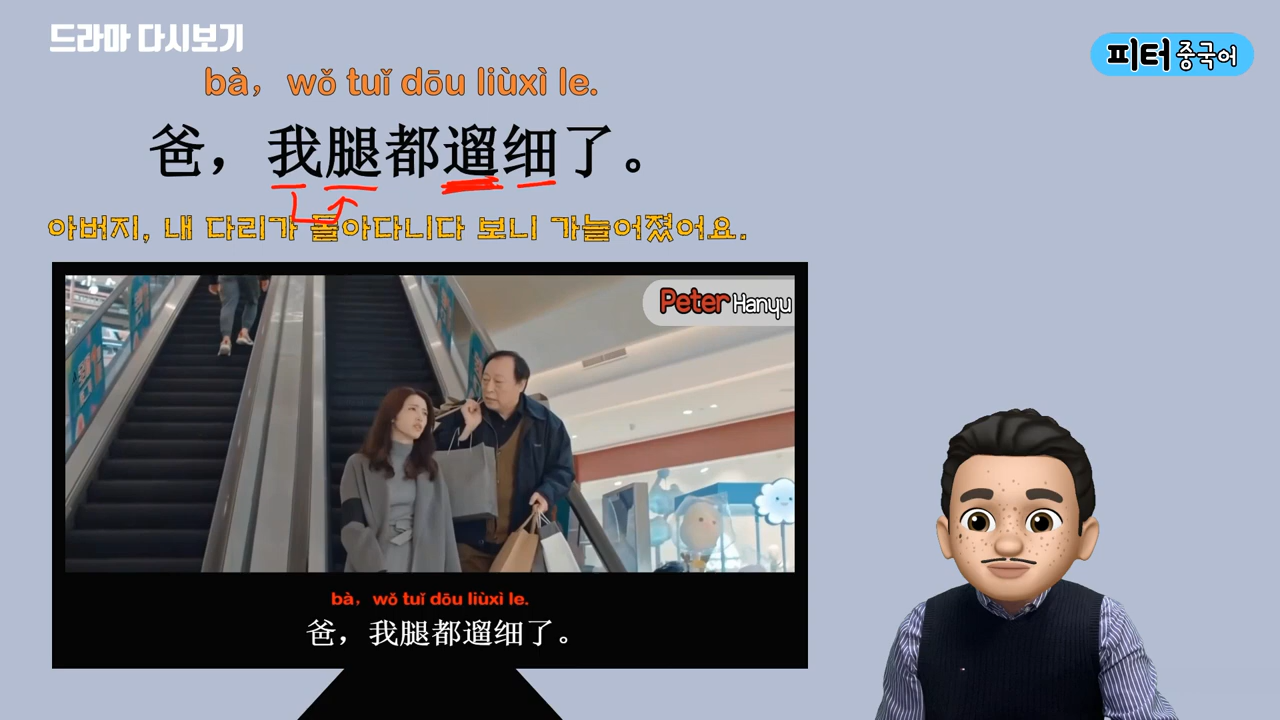 드라마 다시보기
피터 중국어
bà，wǒ tuǐ dōu liùxì le.
爸，我腿都遛细了。
아버지, 내 다리가 돌아다니다 보니 가늘어졌어요.
Peter Hanyu
bà，wǒ tuǐ dōu liùxì le.
爸，我腿都遛细了。